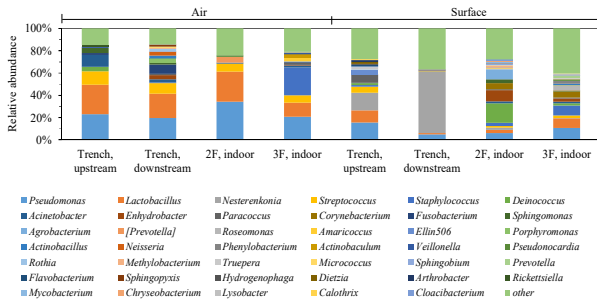 Air Surface
100%
80%
60%
40%
20%
0%
Relative abundance
Trench, upstream
Trench, downstream
2F, indoor
3F, indoor
Trench, upstream
Trench, downstream
2F, indoor
3F, indoor
Pseudomonas Lactobacillus Nesterenkonia Streptococcus Staphylococcus Deinococcus
Acinetobacter Enhydrobacter Paracoccus Corynebacterium Fusobacterium Sphingomonas
Agrobacterium [Prevotella] Roseomonas Amaricoccus Ellin506 Porphyromonas
Actinobacillus Neisseria Phenylobacterium Actinobaculum Veillonella Pseudonocardia
Rothia Methylobacterium Truepera Micrococcus Sphingobium Prevotella
Flavobacterium Sphingopyxis Hydrogenophaga Dietzia Arthrobacter Rickettsiella
Mycobacterium Chryseobacterium Lysobacter Calothrix Cloacibacterium other